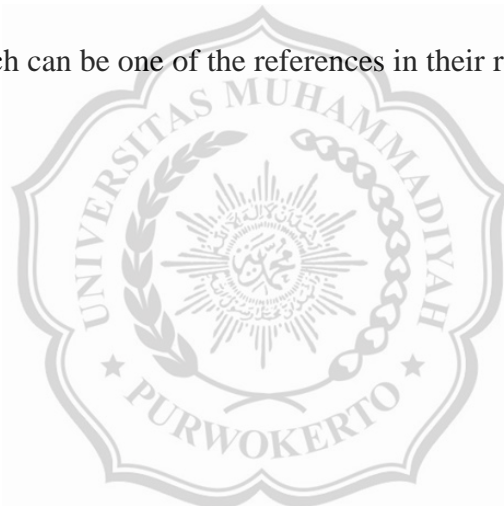 ch can be one of the references in their r
UNIVERSITAS MUHAMMADIYAH
PURWOKERTO